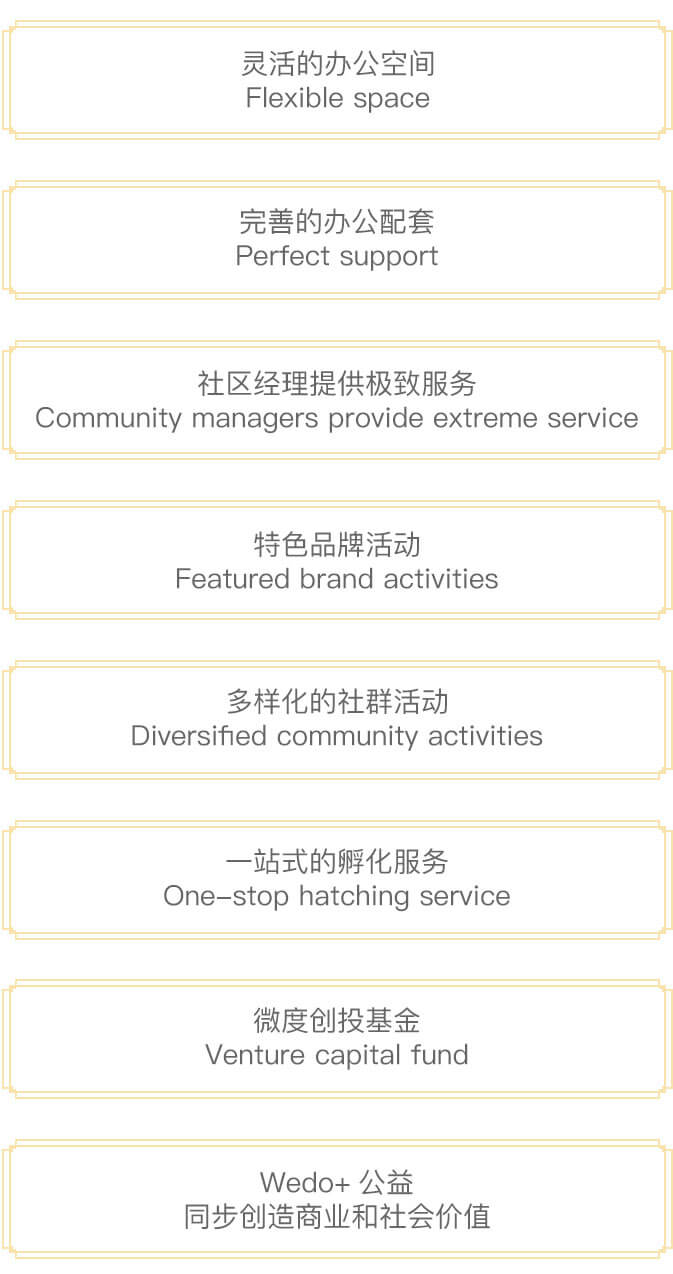 灵活的办公空间
Flexible space
完善的办公配套
Perfect support
社区经理提供极致服务
Community managers provide extreme service
特色品牌活动
Featured brand activities
多样化的社群活动
Diversified community activities
一站式的孵化服务
One-stop hatching service
微度创投基金
Venture capital fund
Wedo+ 公益
同步创造商业和社会价值